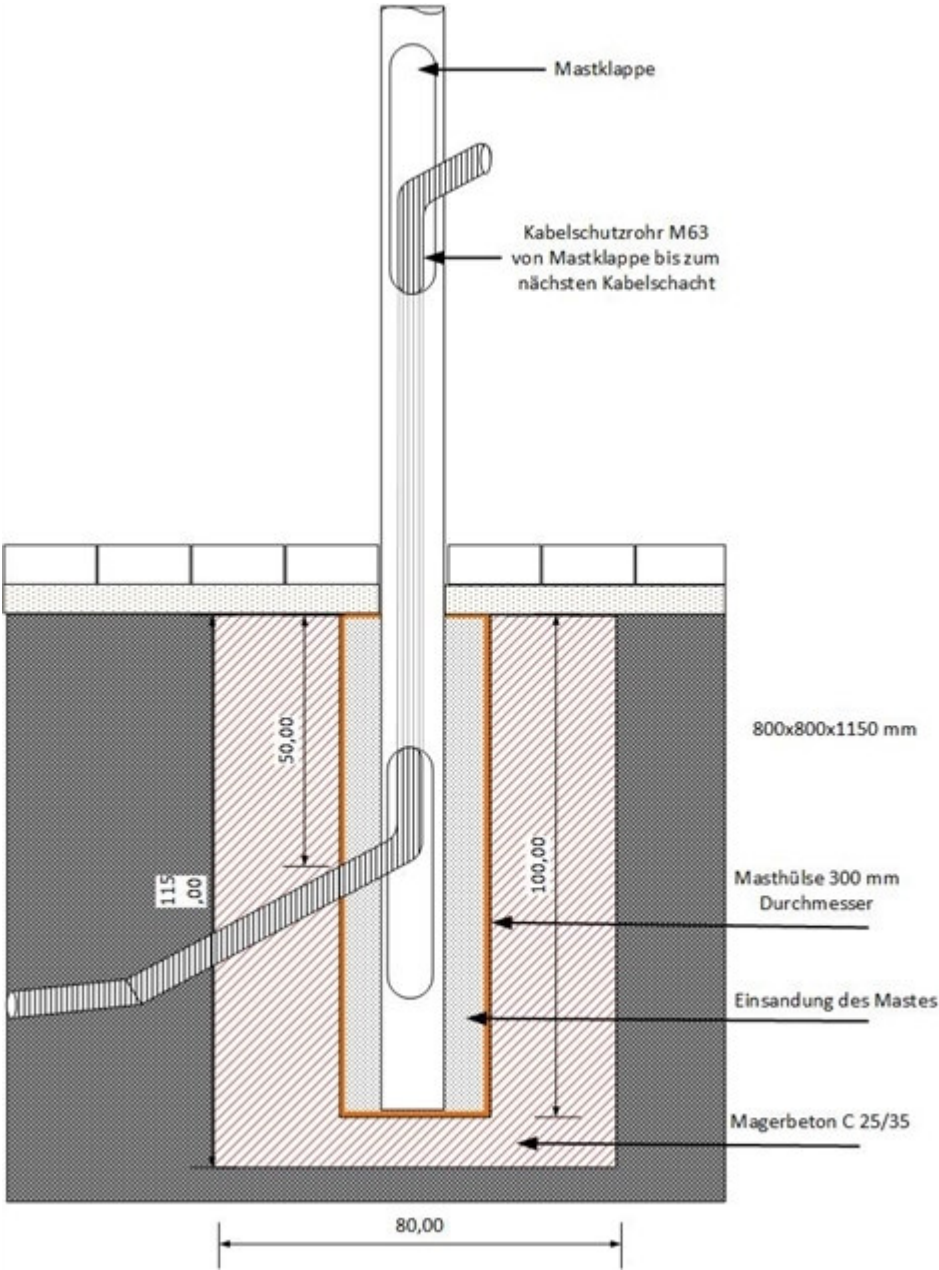 Mastklappe
Kabelschutzrohr M63
von Mastklappe bis zum
nächsten Kabelschacht
50,00
800x800x1150 mm
100,00
115
,00
Masthülse 300 mm
Durchmesser
Einsandung des Mastes
Magerbeton C 25/35
80,00